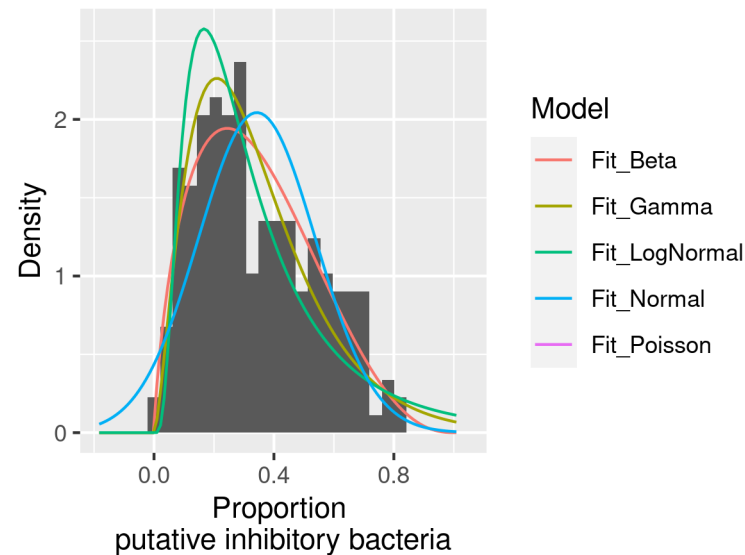 Density
2
1
0
0.0 0.4 0.8
Proportion
putative inhibitory bacteria
Model
Fit_Beta
Fit_Gamma
Fit_LogNormal
Fit_Normal
Fit_Poisson